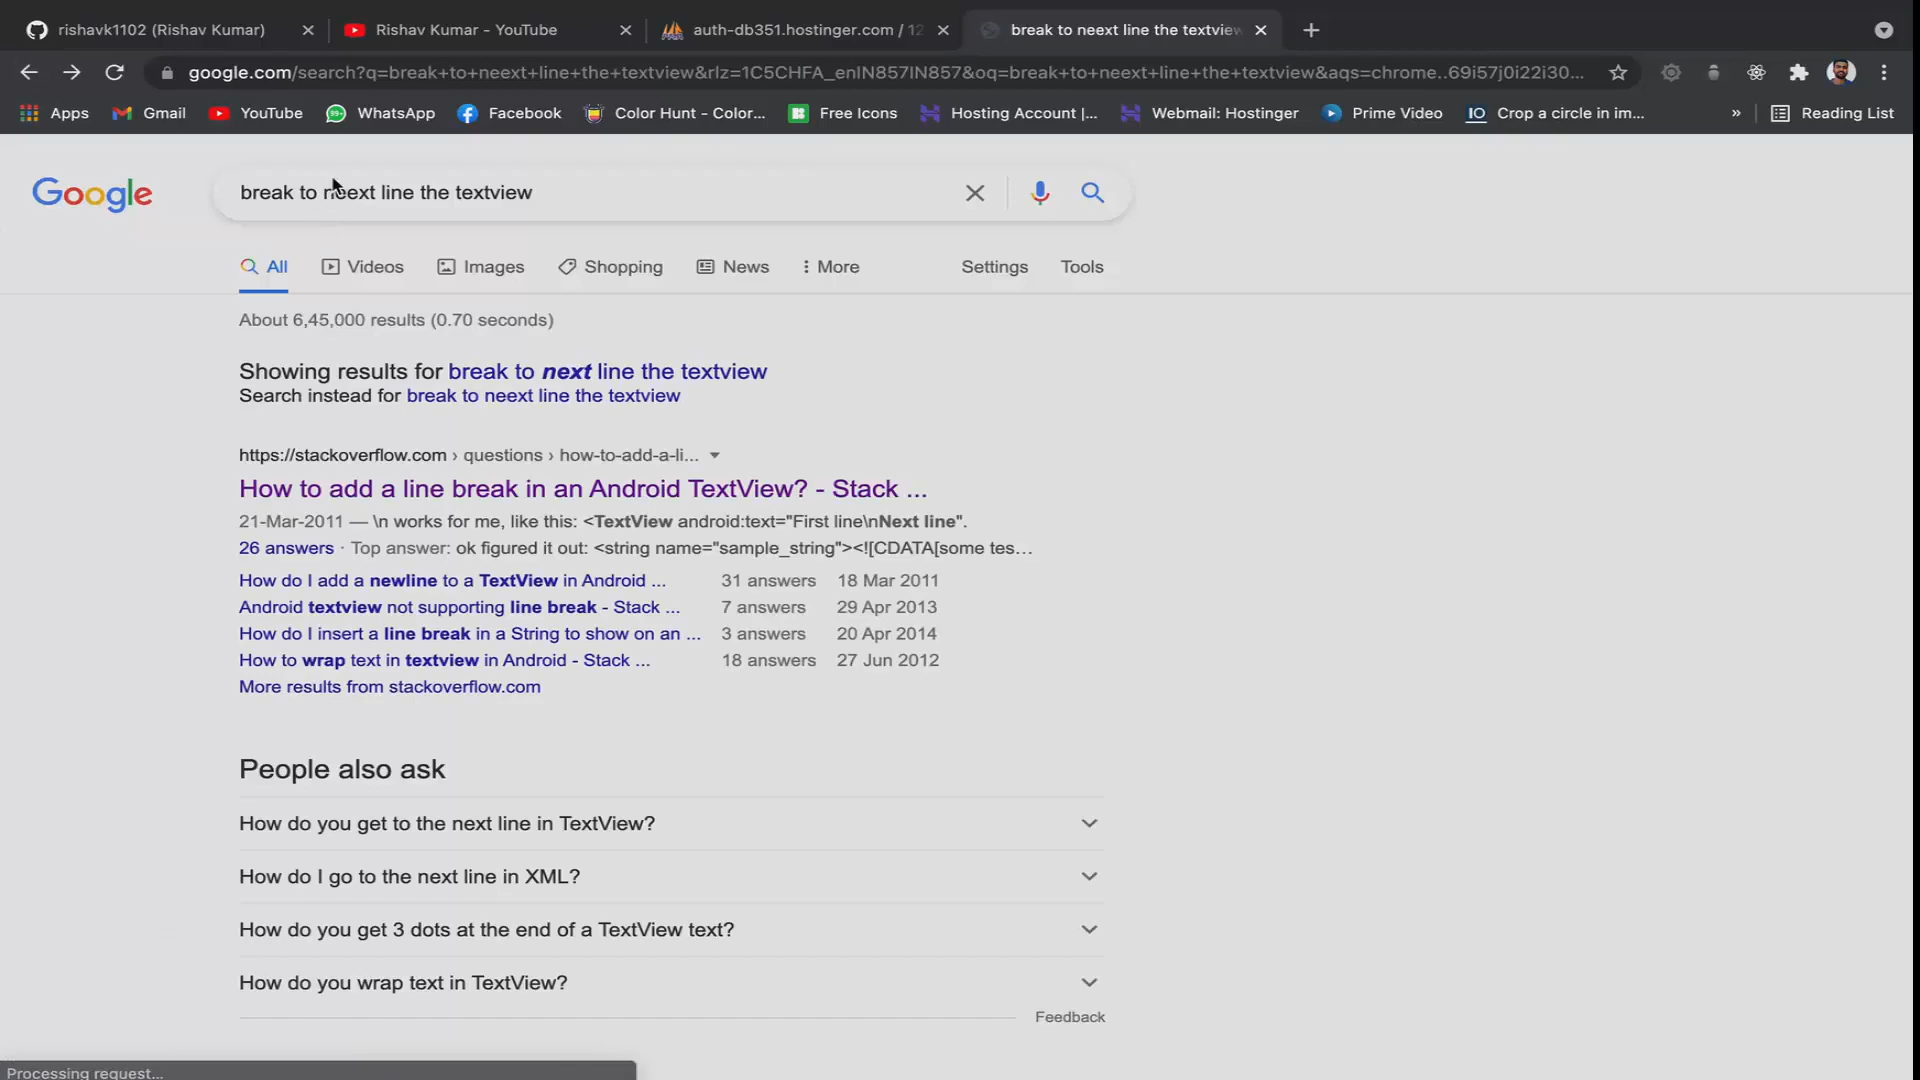 rishavk1102 (Rishav Kumar)
Rishav Kumar - YouTube
auth-db351.hostinger.com / 12
break to neext line the textview
google.com/search?q=break+to+neext+line+the+textview&rlz=1C5CHFA_enIN857IN857&oq=break+to+neext+line+the+textview&aqs=chrome..69i57j0i22i30...
Apps
Gmail
YouTube
99+
WhatsApp
Facebook
Color Hunt - Color...
Free Icons
Hosting Account |...
Webmail: Hostinger
Prime Video
IO
Crop a circle in im...
»
Reading List
Google
break to neext line the textview
All
Videos
Images
Shopping
News
More
Settings
Tools
About 6,45,000 results (0.70 seconds)
Showing results for break to next line the textview
Search instead for break to neext line the textview
https://stackoverflow.com › questions › how-to-add-a-li...
How to add a line break in an Android TextView? - Stack ...
21-Mar-2011 — \n works for me, like this: <TextView android:text="First line\nNext line".
26 answers · Top answer: ok figured it out: <string name="sample_string"><![CDATA[some tes...
How do I add a newline to a TextView in Android ... 31 answers 18 Mar 2011
Android textview not supporting line break - Stack ... 7 answers 29 Apr 2013
How do I insert a line break in a String to show on an ... 3 answers 20 Apr 2014
How to wrap text in textview in Android - Stack ... 18 answers 27 Jun 2012
More results from stackoverflow.com
People also ask
How do you get to the next line in TextView?
How do I go to the next line in XML?
How do you get 3 dots at the end of a TextView text?
How do you wrap text in TextView?
Feedback
Processing request...